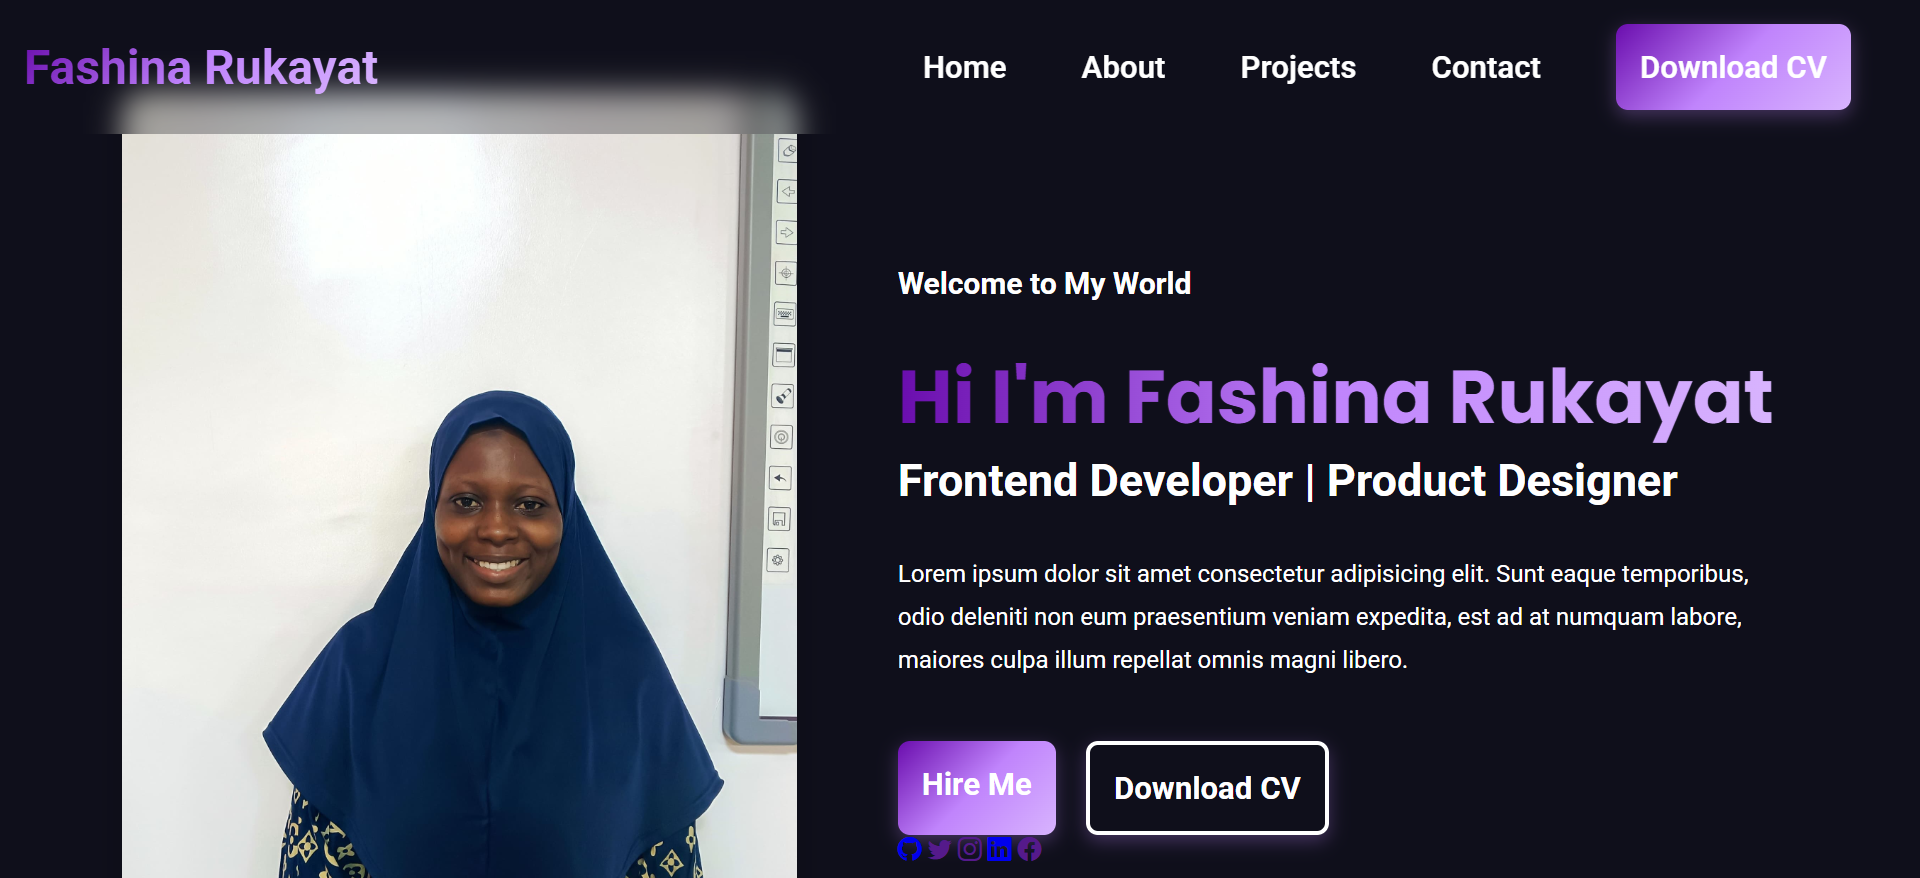 Fashina Rukayat
Home
About
Projects
Contact
Download CV
Welcome to My World
Hi I'm Fashina Rukayat
Frontend Developer | Product Designer
Lorem ipsum dolor sit amet consectetur adipisicing elit. Sunt eaque temporibus,
odio deleniti non eum praesentium veniam expedita, est ad at numquam labore,
maiores culpa illum repellat omnis magni libero.
Hire Me
Download CV